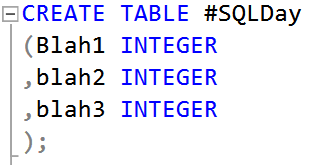 CREATE TABLE #SQLDay
(Blah1 INTEGER
,blah2 INTEGER
,blah3 INTEGER
);